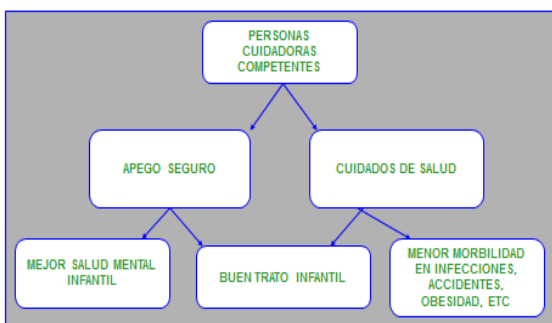 PERSONAS
CUIDADORAS
COMPETENTES
APEGO SEGURO
CUIDADOS DE SALUD
MEJOR SALUD MENTAL
INFANTIL
BUEN TRATO INFANTIL
MENOR MORBILIDAD
EN INFECCIONES,
ACCIDENTES,
OBESIDAD, ETC